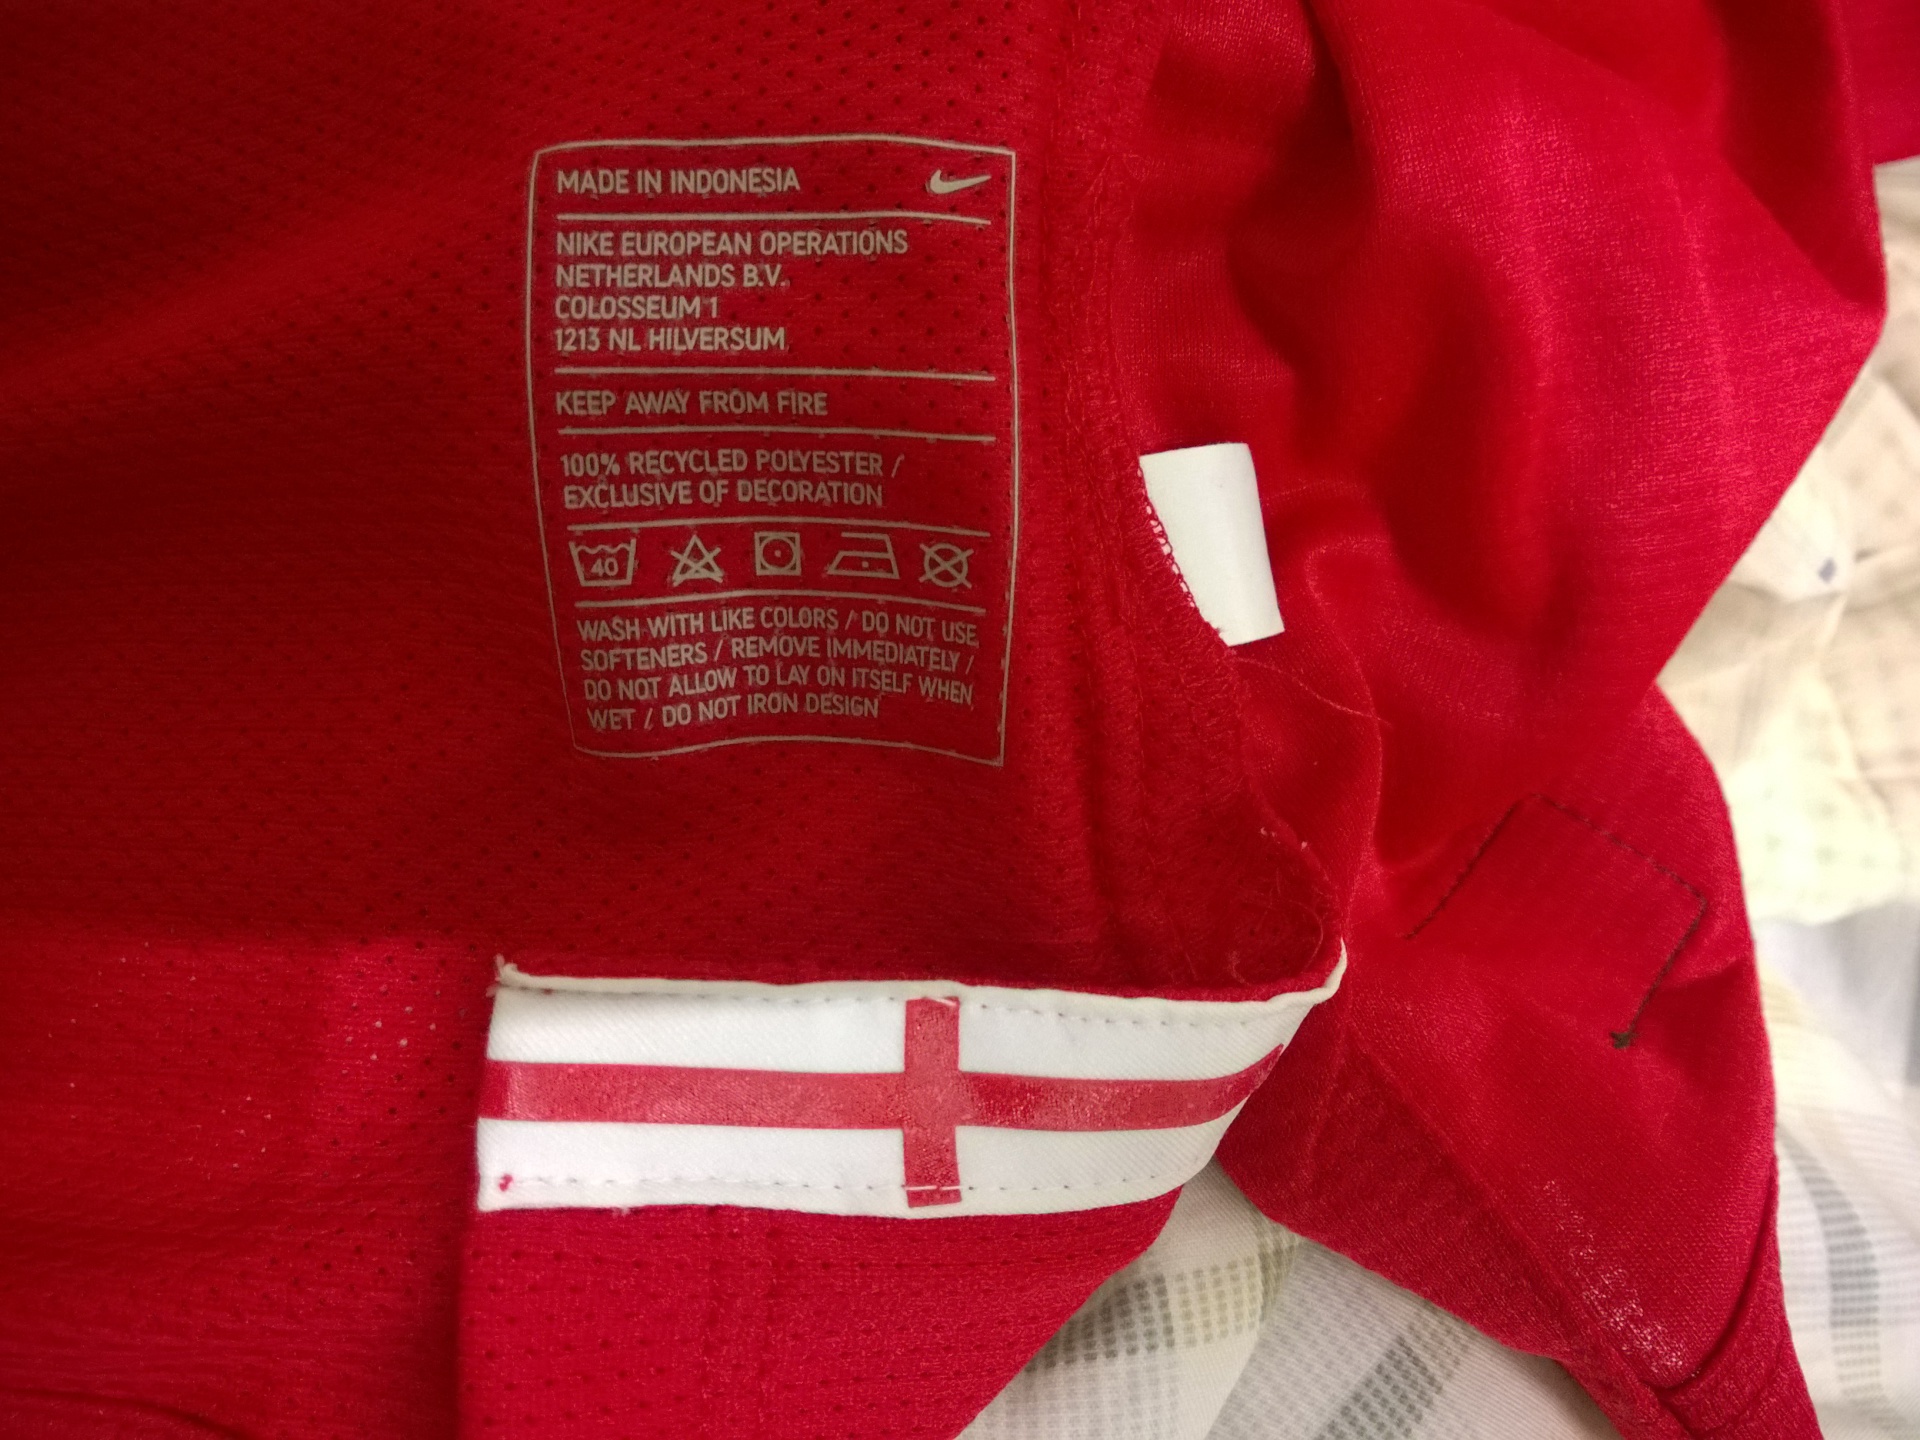 MADE IN INDONESIA
NIKE EUROPEAN OPERATIONS
NETHERLANDS B.V.
COLOSSEUM 1
1213 NL HILVERSUM
KEEP AWAY FROM FIRE
100% RECYCLED POLYESTER /
EXCLUSIVE OF DECORATION
40
WASH WITH LIKE COLORS / DO NOT USE
SOFTENERS / REMOVE IMMEDIATELY /
DO NOT ALLOW TO LAY ON ITSELF WHEN
WET / DO NOT IRON DESIGN